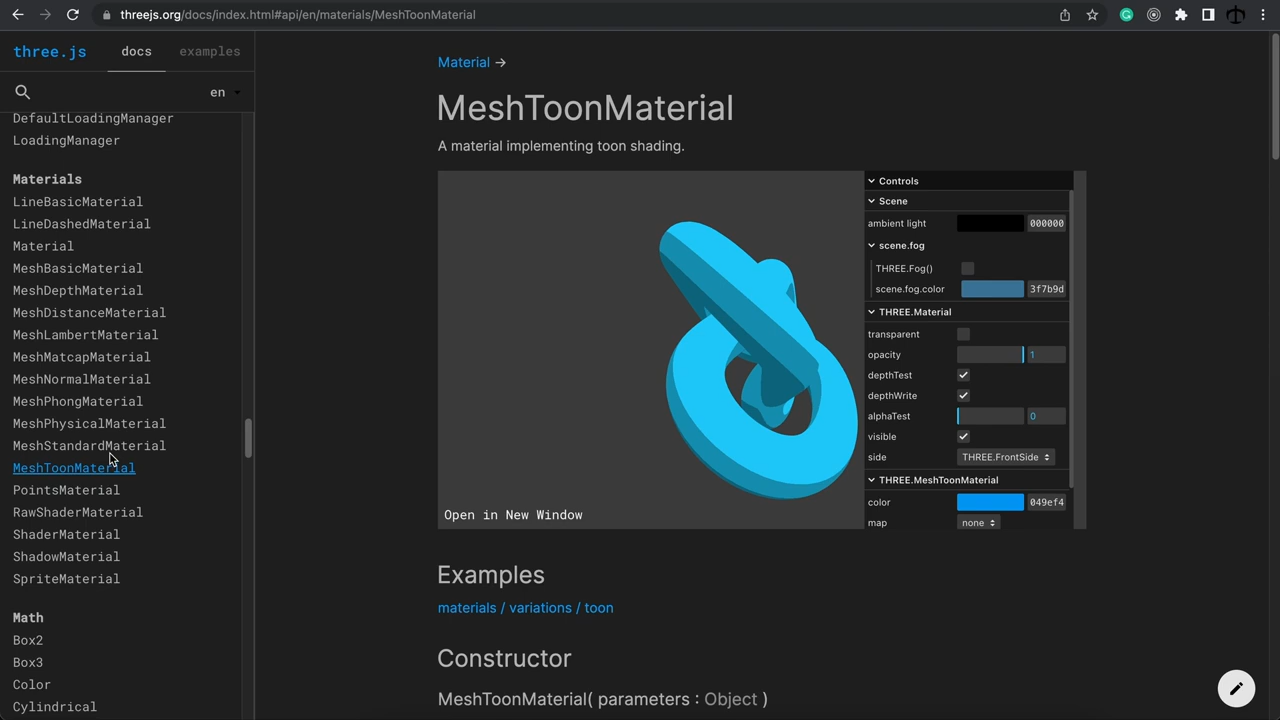 threejs.org/docs/index.html#api/en/materials/MeshToonMaterial
three.js
docs
examples
en
DefaultLoadingManager
LoadingManager
Materials
LineBasicMaterial
LineDashedMaterial
Material
MeshBasicMaterial
MeshDepthMaterial
MeshDistanceMaterial
MeshLambertMaterial
MeshMatcapMaterial
MeshNormalMaterial
MeshPhongMaterial
MeshPhysicalMaterial
MeshStandardMaterial
MeshToonMaterial
PointsMaterial
RawShaderMaterial
ShaderMaterial
ShadowMaterial
SpriteMaterial
Math
Box2
Box3
Color
Cylindrical
Material →
MeshToonMaterial
A material implementing toon shading.
Open in New Window
Controls
Scene
ambient light 000000
scene.fog
THREE.Fog()
scene.fog.color 3f7b9d
THREE.Material
transparent
opacity 1
depthTest
depthWrite
alphaTest 0
visible
side THREE.FrontSide
THREE.MeshToonMaterial
color 049ef4
map none
Examples
materials / variations / toon
Constructor
MeshToonMaterial( parameters : Object )